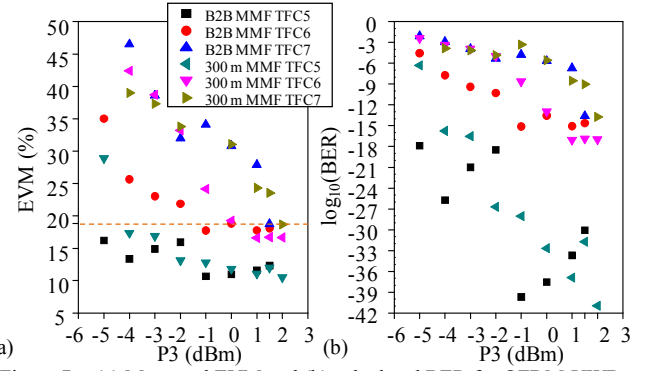 B2B MMF TFC5
B2B MMF TFC6
B2B MMF TFC7
300 m MMF TFC5
300 m MMF TFC6
300 m MMF TFC7
EVM (%)
50
45
40
35
30
25
20
15
10
5
-6 -5 -4 -3 -2 -1 0 1 2 3
P3 (dBm)
a)
log10(BER)
0
-3
-6
-9
-12
-15
-18
-21
-24
-27
-30
-33
-36
-39
-42
-6 -5 -4 -3 -2 -1 0 1 2 3
P3 (dBm)
(b)